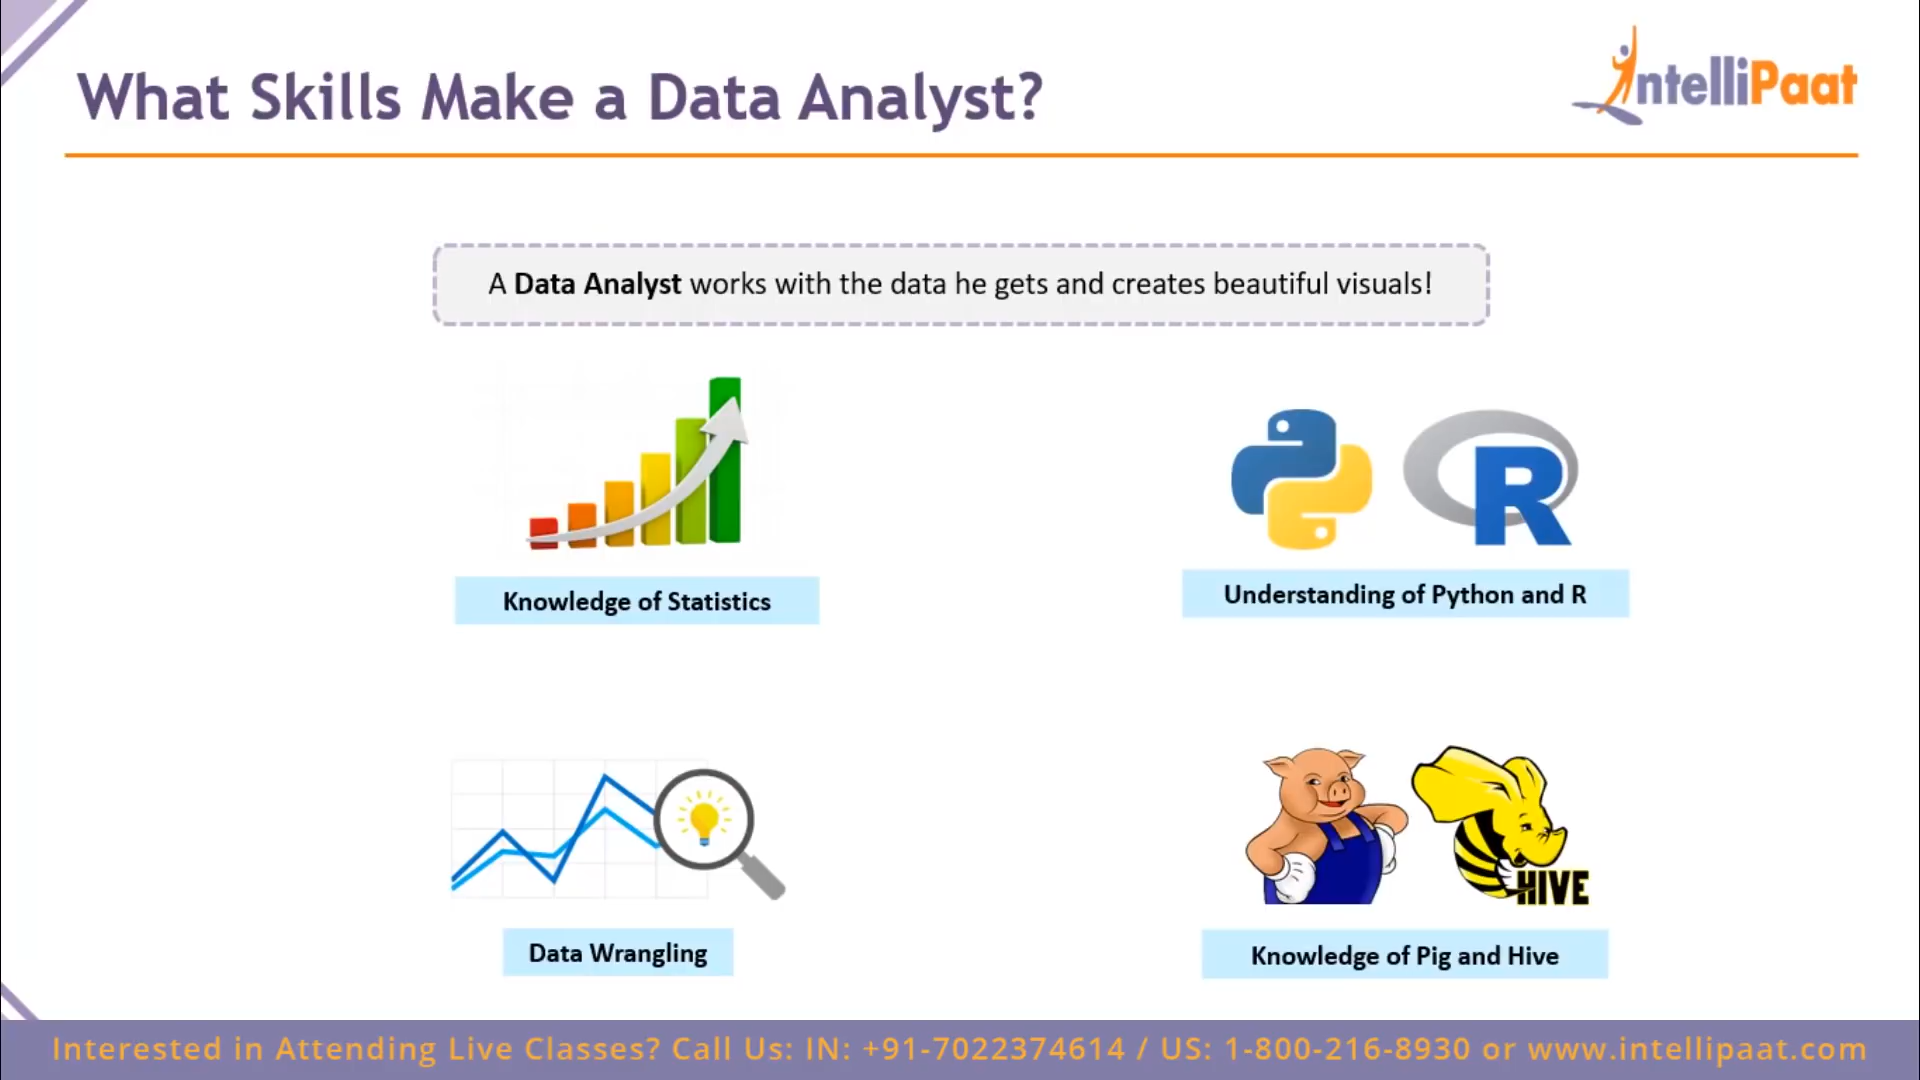 What Skills Make a Data Analyst?
IntelliPaat
A Data Analyst works with the data he gets and creates beautiful visuals!
Knowledge of Statistics
Understanding of Python and R
R
HIVE
Data Wrangling
Knowledge of Pig and Hive
Interested in Attending Live Classes? Call Us: IN: +91-7022374614 / US: 1-800-216-8930 or www.intellipaat.com